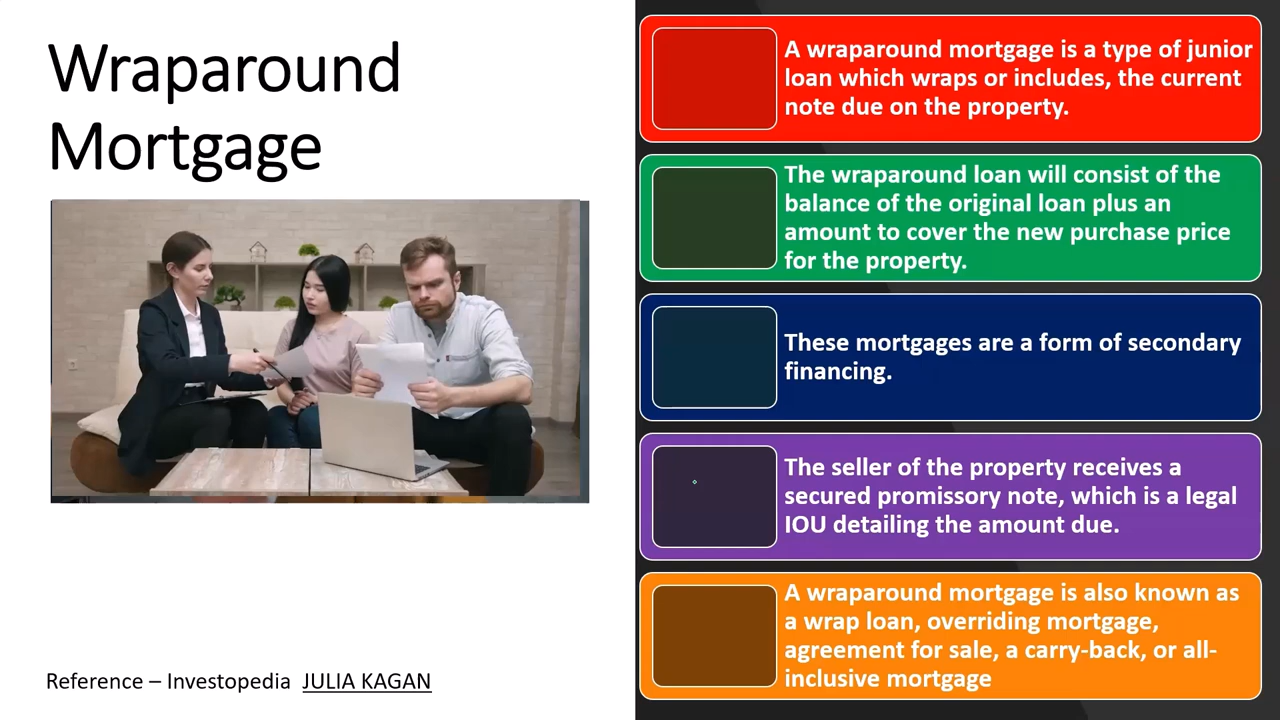 Wraparound
Mortgage
A wraparound mortgage is a type of junior
loan which wraps or includes, the current
note due on the property.
The wraparound loan will consist of the
balance of the original loan plus an
amount to cover the new purchase price
for the property.
These mortgages are a form of secondary
financing.
The seller of the property receives a
secured promissory note, which is a legal
IOU detailing the amount due.
A wraparound mortgage is also known as
a wrap loan, overriding mortgage,
agreement for sale, a carry-back, or all-
inclusive mortgage
Reference – Investopedia JULIA KAGAN